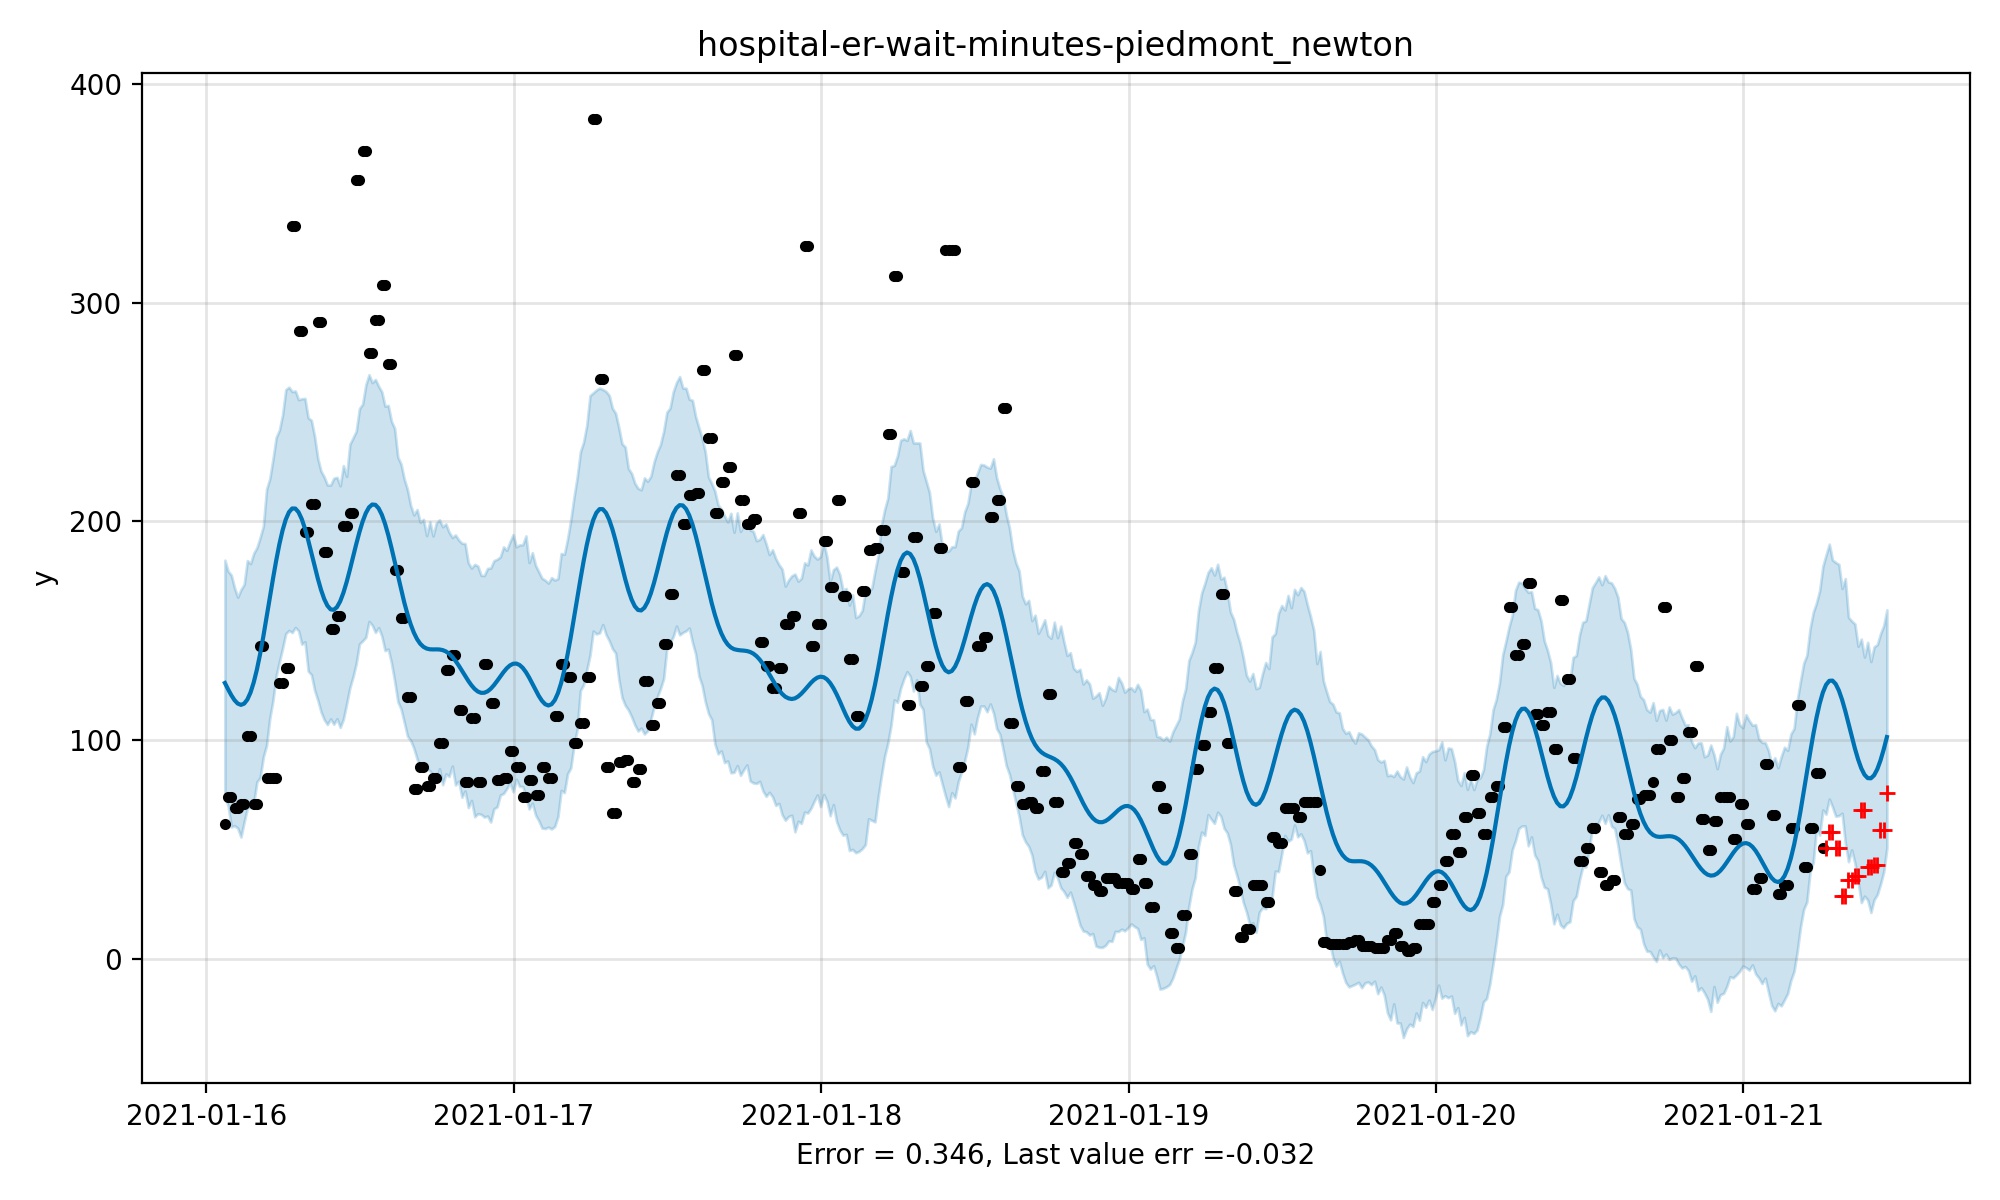 hospital-er-wait-minutes-piedmont_newton
400
300
200
100
0
y
2021-01-16 2021-01-17 2021-01-18 2021-01-19 2021-01-20 2021-01-21
Error = 0.346, Last value err =-0.032